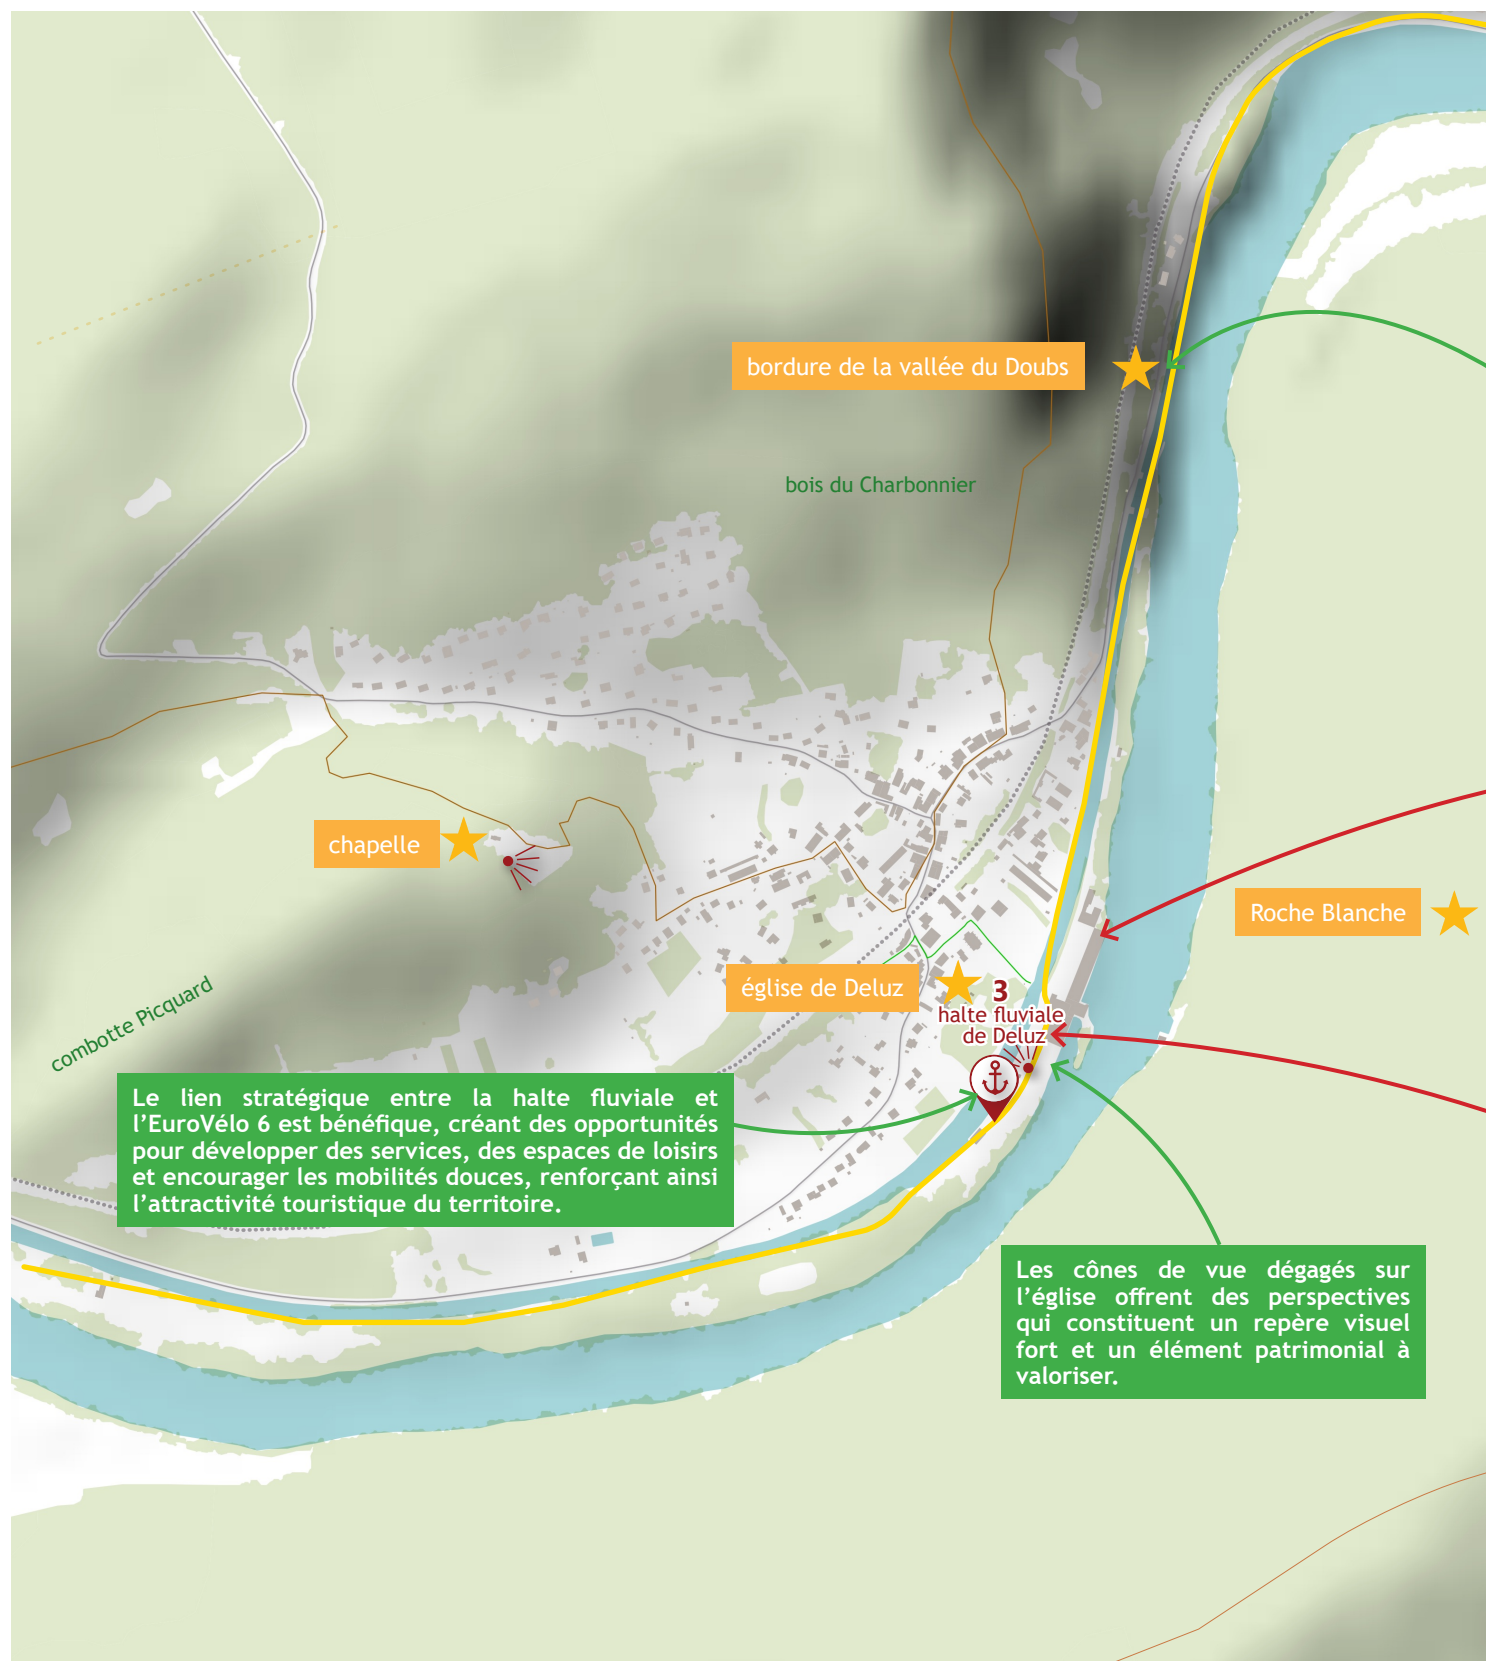 bordure de la vallée du Doubs
bois du Charbonnier
chapelle
Roche Blanche
combotte Picquard
église de Deluz
3
halte fluviale
de Deluz
Le lien stratégique entre la halte fluviale et
l’EuroVélo 6 est bénéfique, créant des opportunités
pour développer des services, des espaces de loisirs
et encourager les mobilités douces, renforçant ainsi
l’attractivité touristique du territoire.
Les cônes de vue dégagés sur
l’église offrent des perspectives
qui constituent un repère visuel
fort et un élément patrimonial à
valoriser.